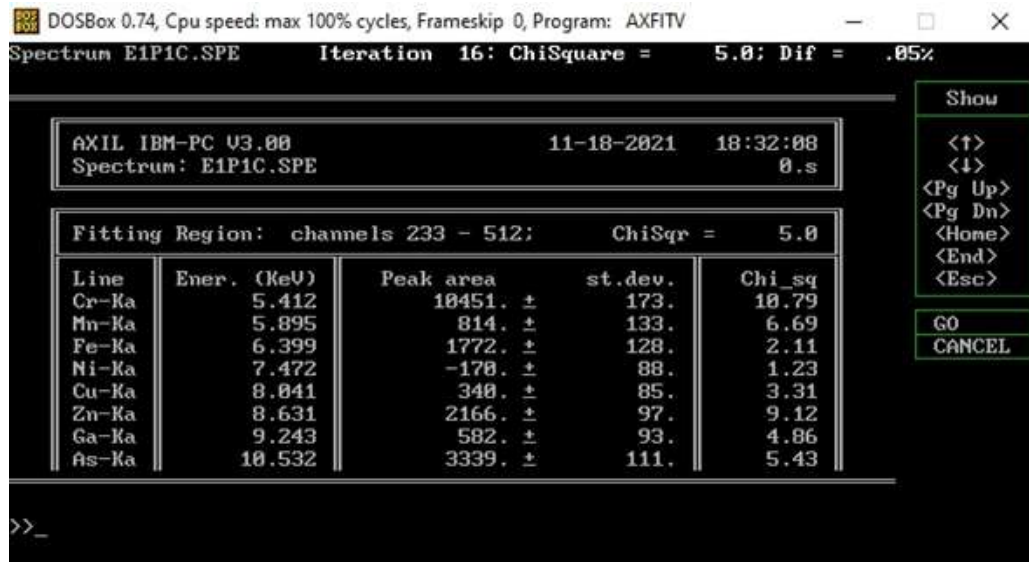 DOSBox 0.74, Cpu speed: max 100% cycles, Frameskip 0, Program: AXFITV
Spectrum E1P1C.SPE Iteration 16: ChiSquare = 5.0; Dif = .05%
Show
AXIL IBM-PC V3.00 11-18-2021 18:32:08
Spectrum: E1P1C.SPE 0.s
<↑>
<↓>
<Pg Up>
<Pg Dn>
<Home>
<End>
<Esc>
Fitting Region: channels 233 - 512; ChiSqr = 5.0
Line Ener. (KeV) Peak area st.dev. Chi_sq
Cr-Ka 5.412 10451. ± 173. 10.79
Mn-Ka 5.895 814. ± 133. 6.69
Fe-Ka 6.399 1772. ± 128. 2.11
Ni-Ka 7.472 -170. ± 88. 1.23
Cu-Ka 8.041 340. ± 85. 3.31
Zn-Ka 8.631 2166. ± 97. 9.12
Ga-Ka 9.243 582. ± 93. 4.86
As-Ka 10.532 3339. ± 111. 5.43
GO
CANCEL
>>_